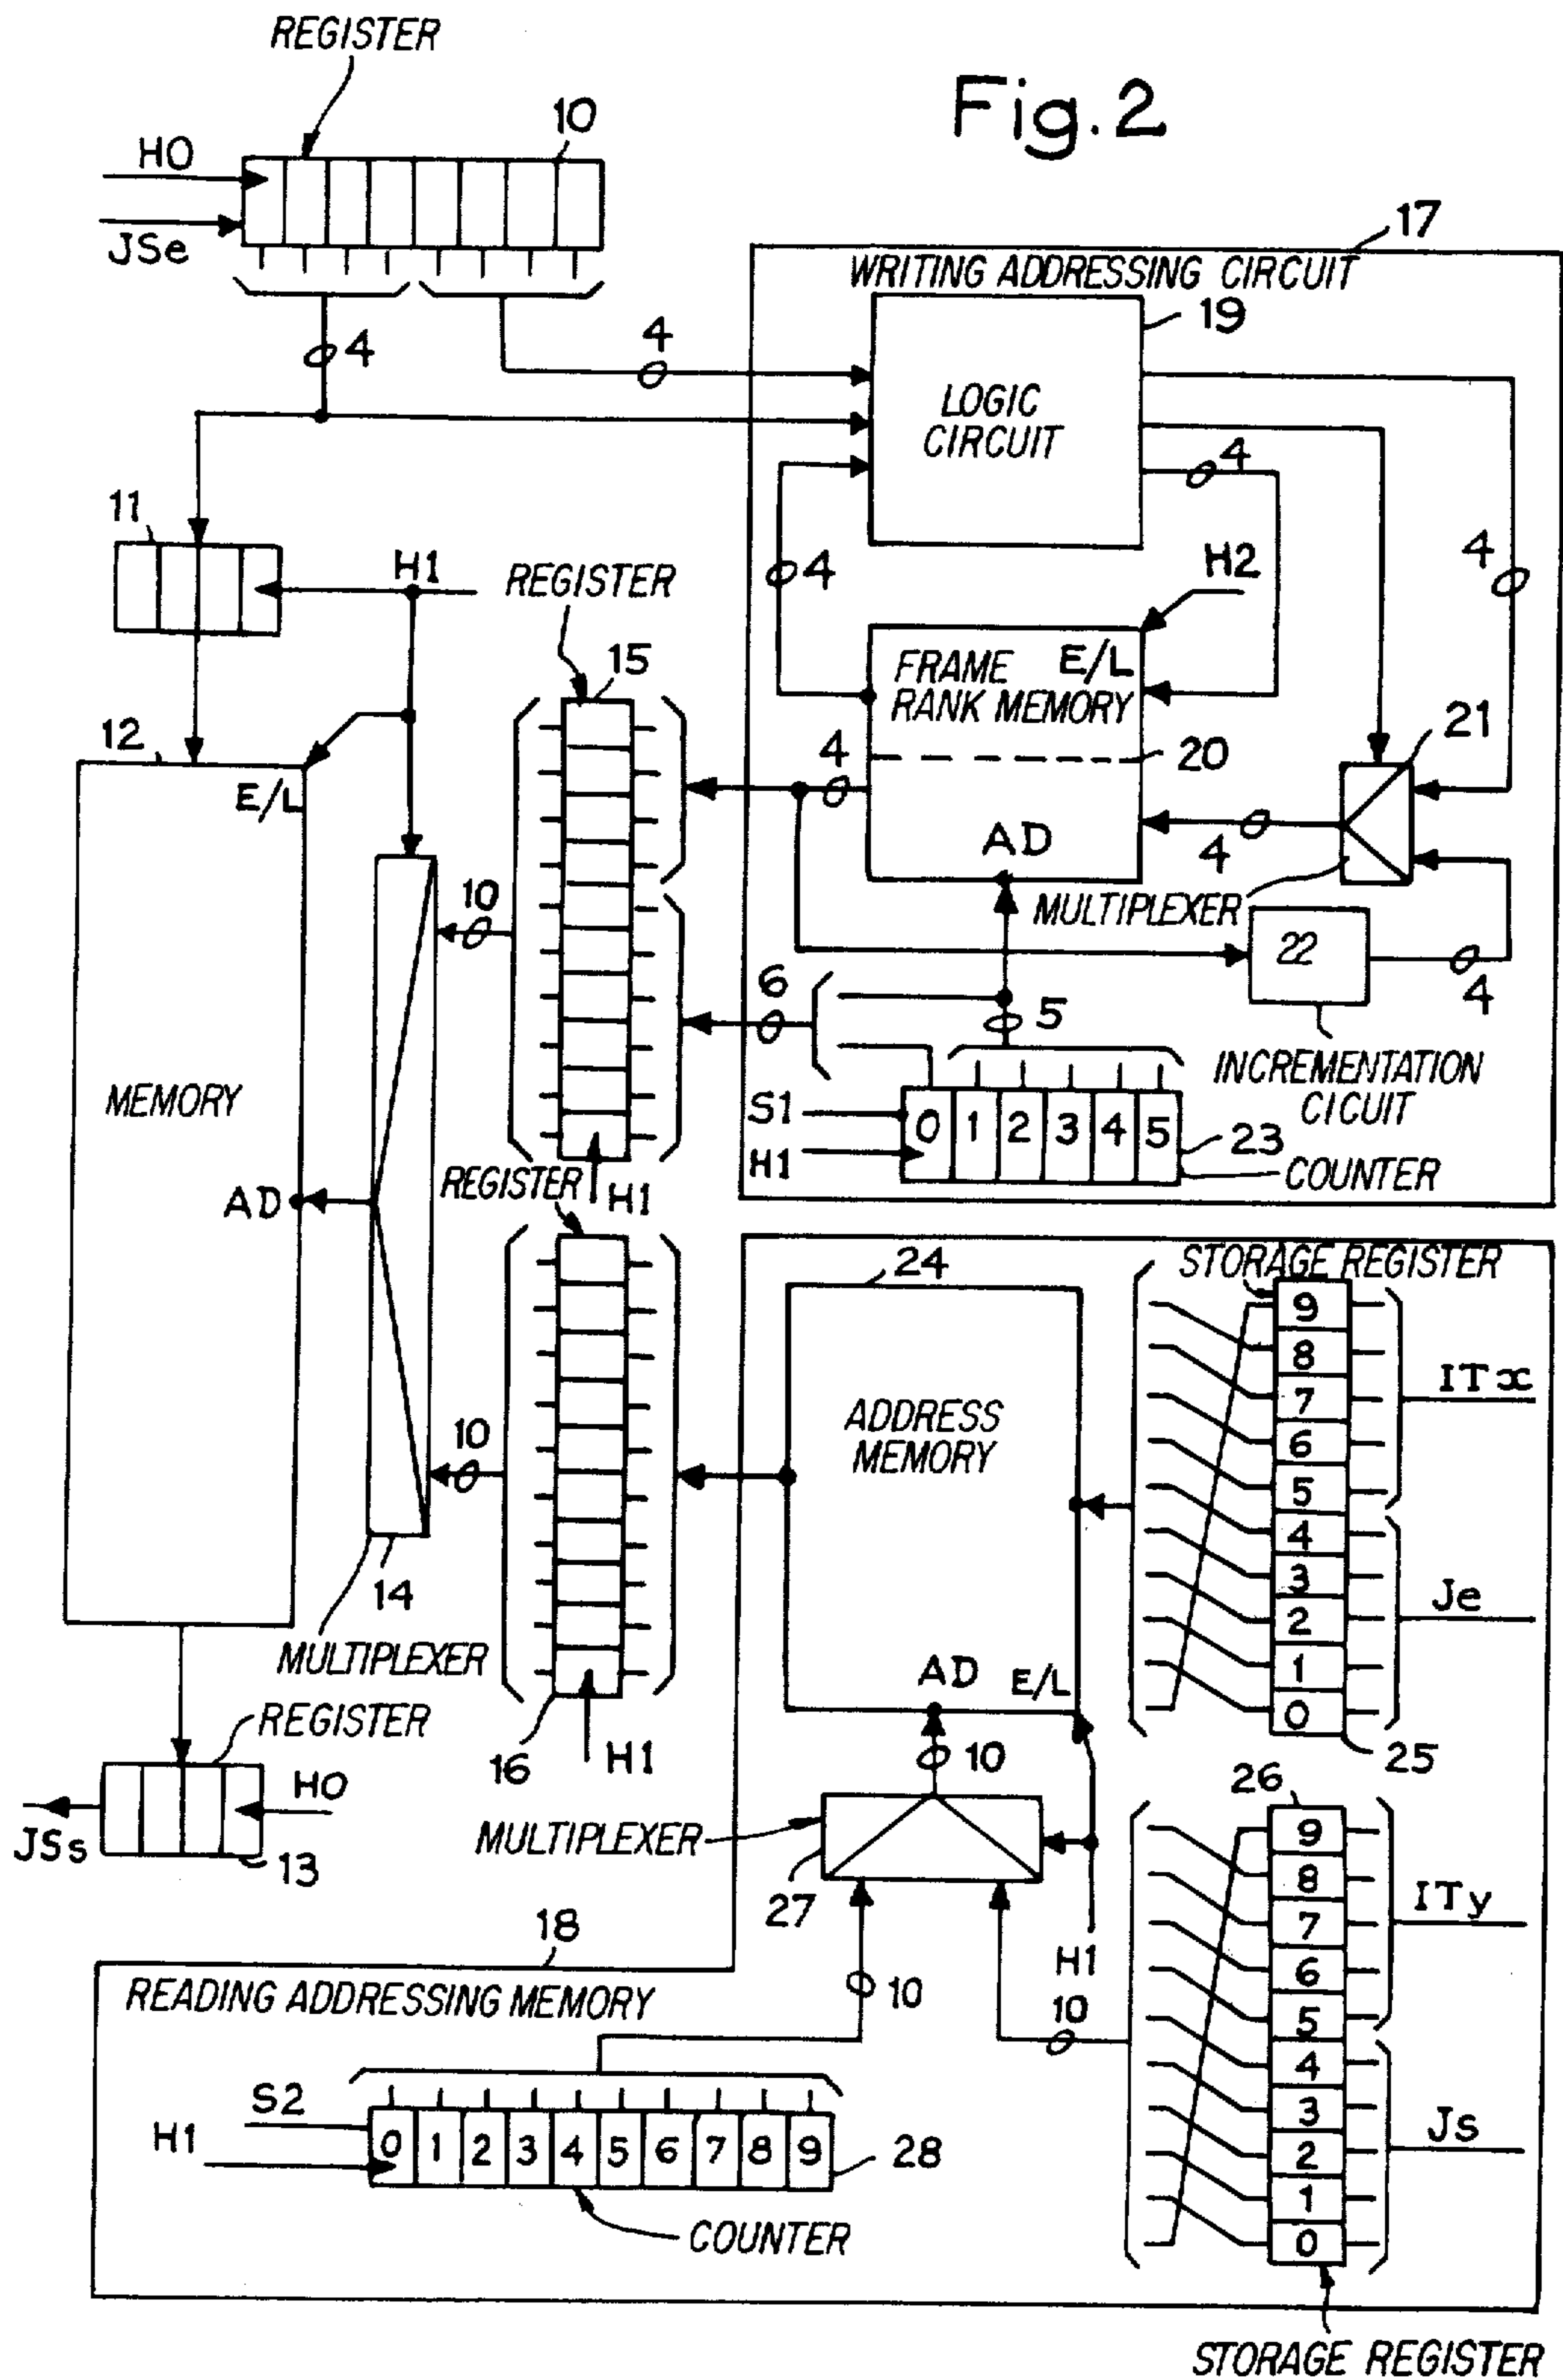 REGISTER
Fig.2
HO
10
JSe
17
WRITING ADDRESSING CIRCUIT
19
4
4
LOGIC
CIRCUIT
4
11
H1
REGISTER
4
H2
4
15
FRAME E/L
RANK MEMORY
12
E/L
4
20
21
AD
4
10
MULTIPLEXER
22
4
6
5
INCREMENTATION
CICUIT
MEMORY
S1
H1
0 1 2 3 4 5
23
COUNTER
REGISTER
H1
AD
24
STORAGE REGISTER
9
8
7
6
5
4
3
2
1
0
ITx
Je
25
ADDRESS
MEMORY
10
14
MULTIPLEXER
AD E/L
REGISTER
16
H1
10
HO
JSs
13
MULTIPLEXER
27
26
9
8
7
6
5
4
3
2
1
0
ITy
Js
H1
18
READING ADDRESSING MEMORY
10
10
S2
H1
0 1 2 3 4 5 6 7 8 9
28
COUNTER
STORAGE REGISTER